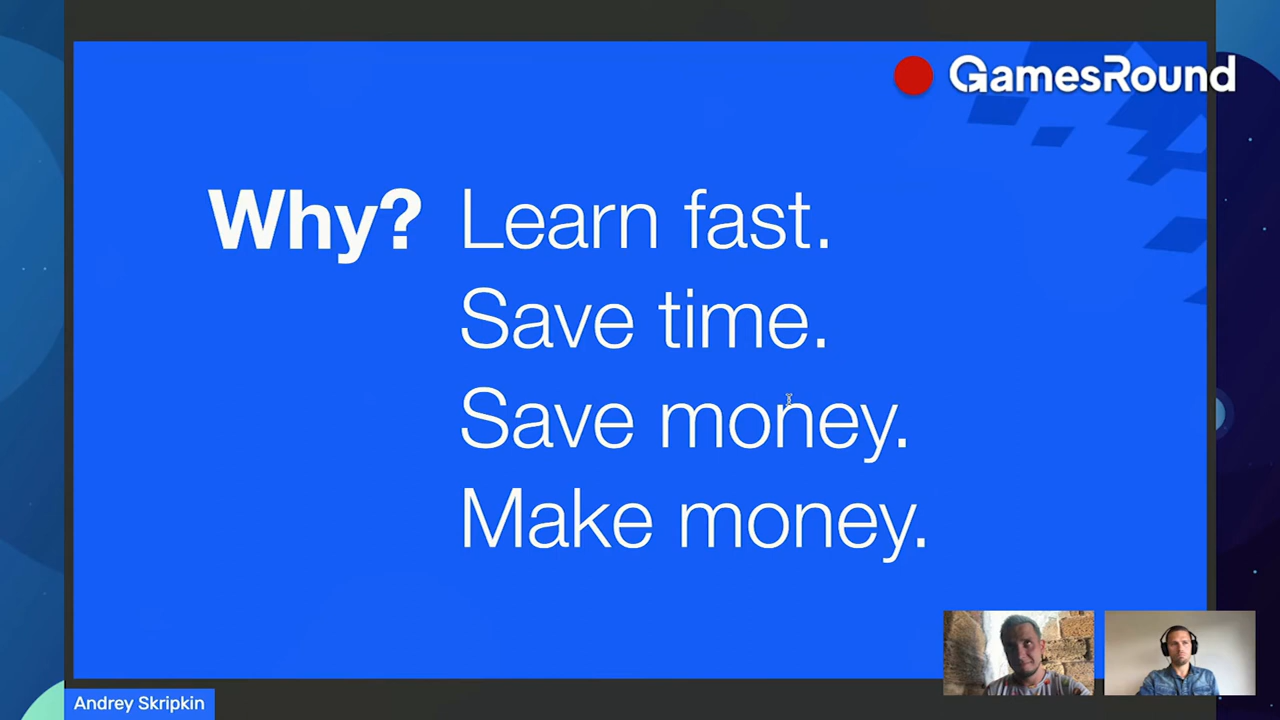 GamesRound
Why? Learn fast.
Save time.
Save money.
Make money.
Andrey Skripkin